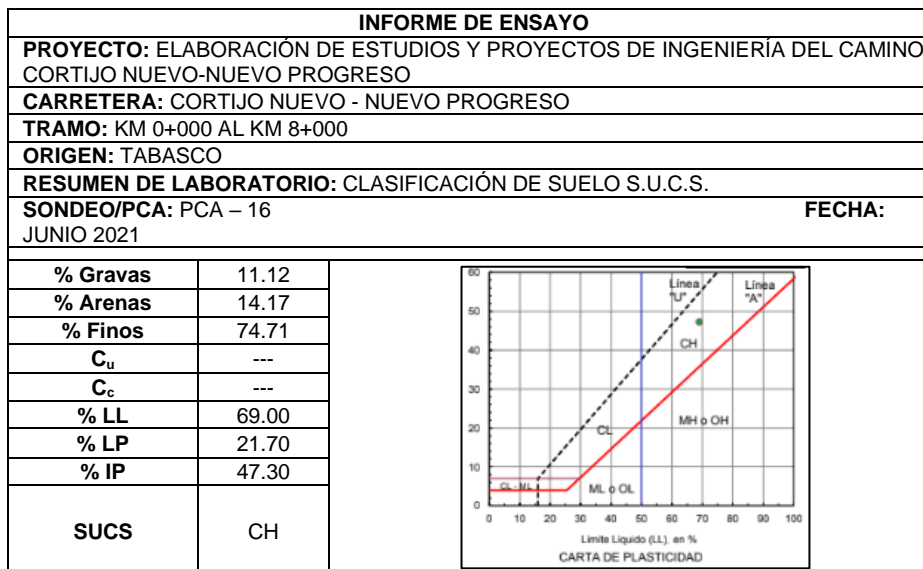 INFORME DE ENSAYO
PROYECTO: ELABORACIÓN DE ESTUDIOS Y PROYECTOS DE INGENIERÍA DEL CAMINO
CORTIJO NUEVO-NUEVO PROGRESO
CARRETERA: CORTIJO NUEVO - NUEVO PROGRESO
TRAMO: KM 0+000 AL KM 8+000
ORIGEN: TABASCO
RESUMEN DE LABORATORIO: CLASIFICACIÓN DE SUELO S.U.C.S.
SONDEO/PCA: PCA – 16 FECHA:
JUNIO 2021
% Gravas 11.12
% Arenas 14.17
% Finos 74.71
Cu ---
Cc ---
% LL 69.00
% LP 21.70
% IP 47.30
SUCS CH
60
50
40
30
20
10
0
Línea
"U"
Línea
"A"
CH
CL
MH o OH
CL - ML
ML o OL
0 10 20 30 40 50 60 70 80 90 100
Limite Liquido (LL), en %
CARTA DE PLASTICIDAD